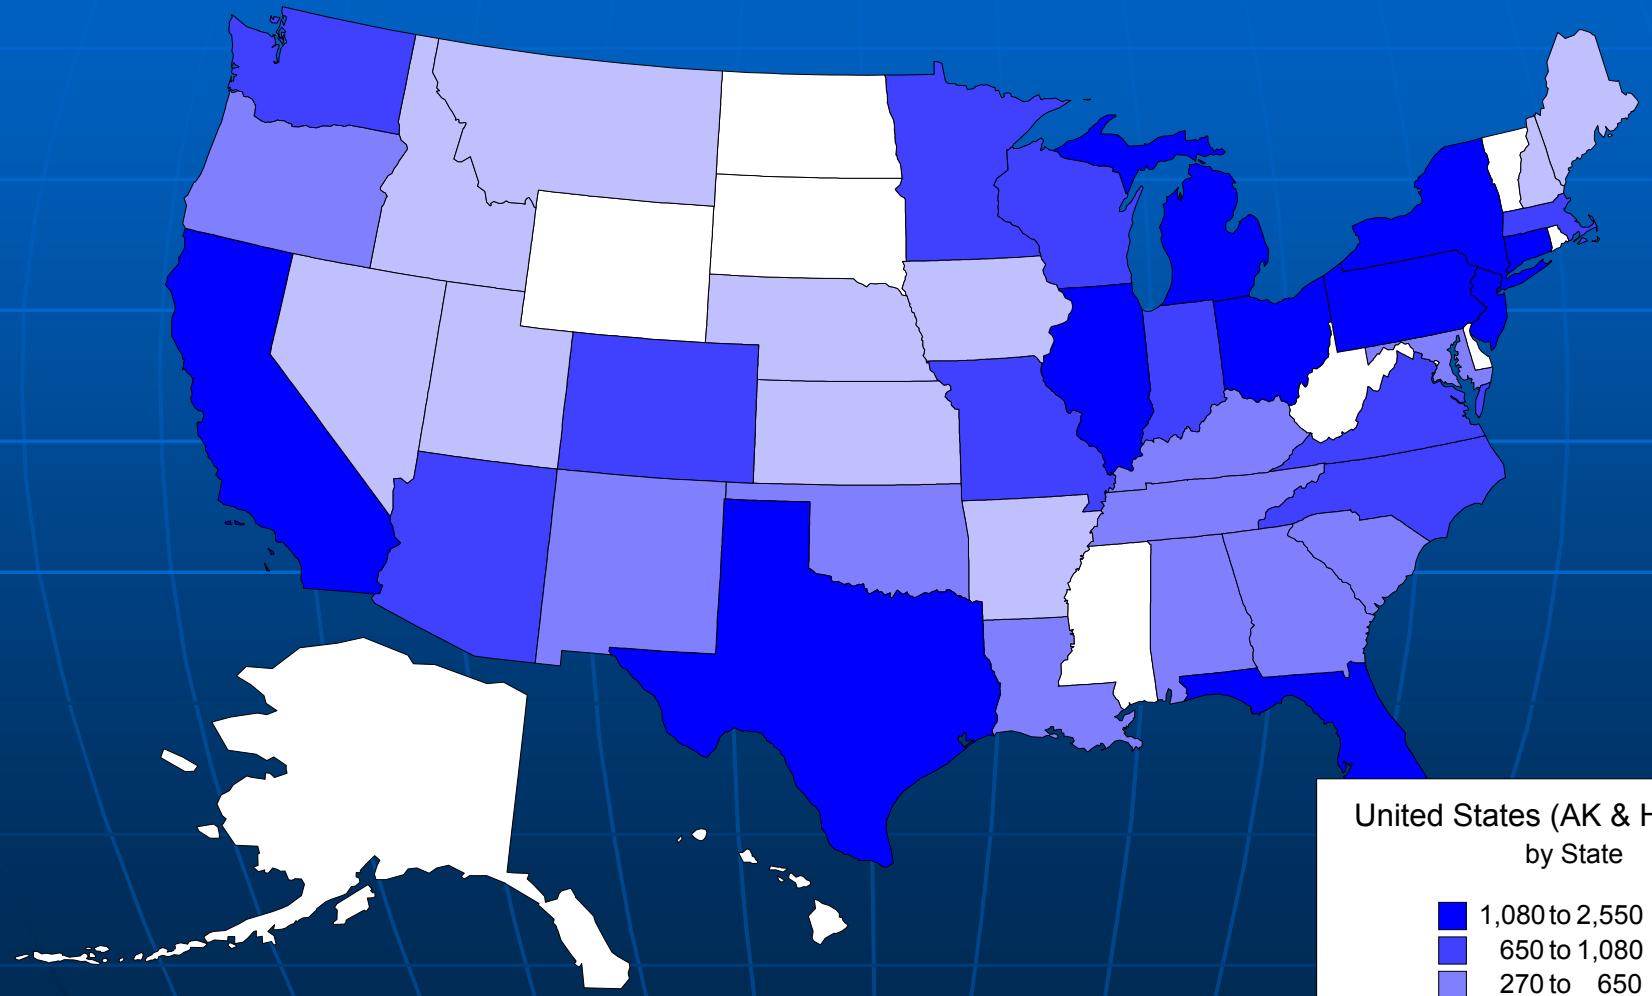 United States (AK & H
by State
1,080 to 2,550
650 to 1,080
270 to 650